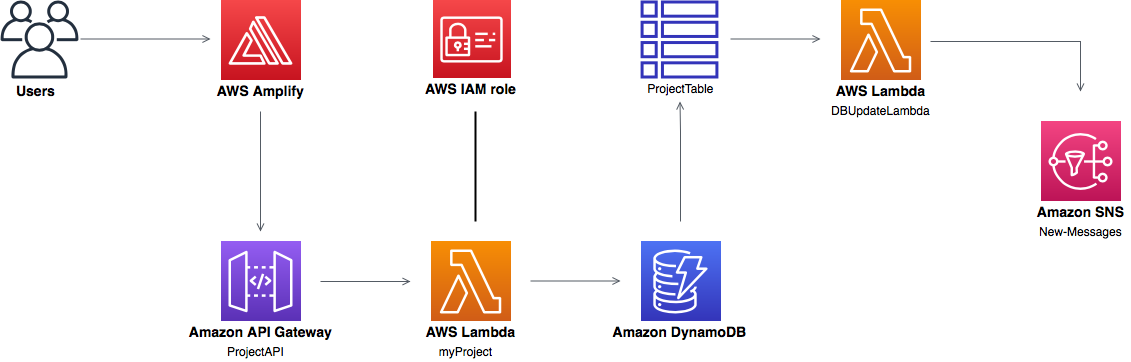 Users
AWS Amplify
AWS IAM role
ProjectTable
AWS Lambda
DBUpdateLambda
Amazon SNS
New-Messages
Amazon API Gateway
ProjectAPI
AWS Lambda
myProject
Amazon DynamoDB